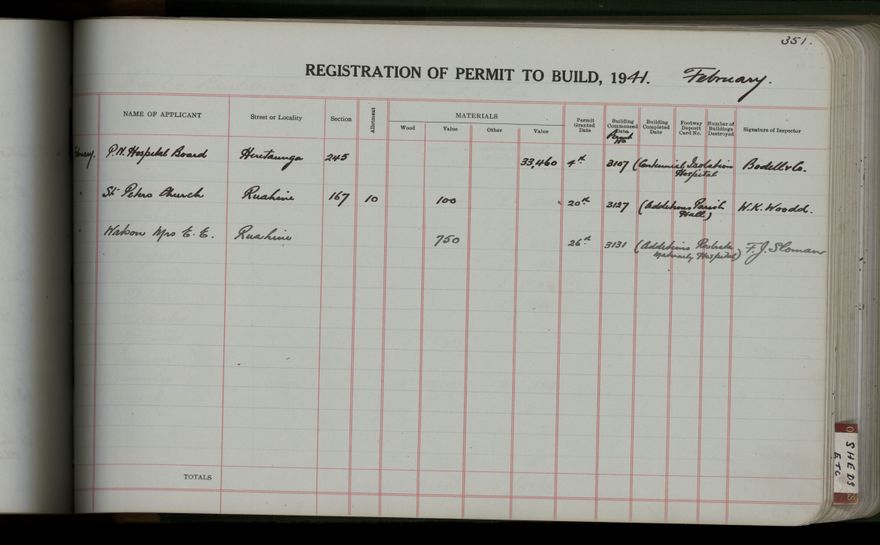 351.
REGISTRATION OF PERMIT TO BUILD, 1941. February.
NAME OF APPLICANT Street or Locality Section Allotment MATERIALS Permit Granted Date Building Commenced Date Building Completed Date Footway Deposit Card No. Number of Buildings Destroyed Signature of Inspector
Wood Value Other Value Permit No
February. P.N. Hospital Board Heretaunga 245 33,460 4th 3107 (Centennial Isolation Hospital Bodell & Co.
" St Peters Church Ruahine 167 10 100 20th 3127 (Additions Parish Hall) W.K. Woodd.
" Watson Mrs E. E. Ruahine 750 26th 3131 (Additions Maternity Hospital) F. J. Sloman
TOTALS
SHEDS ETC